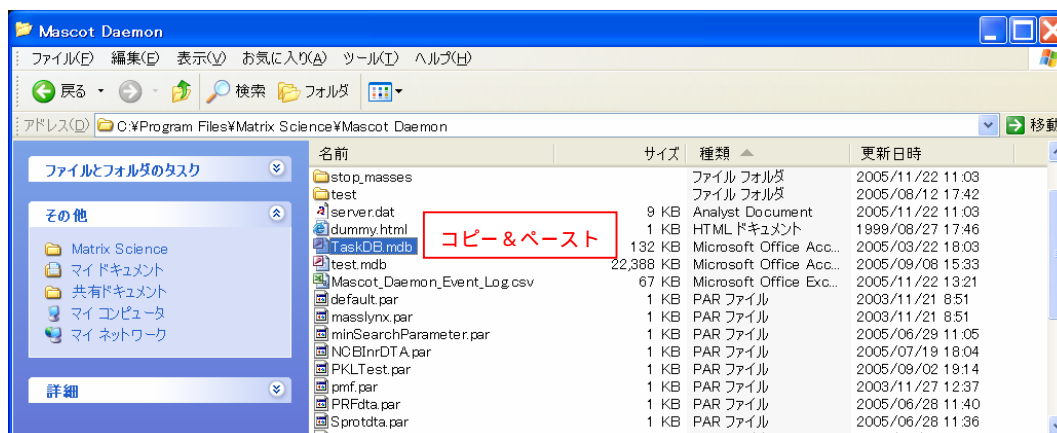 Mascot Daemon
ファイル(F) 編集(E) 表示(V) お気に入り(A) ツール(T) ヘルプ(H)
戻る 検索 フォルダ
アドレス(D) C:¥Program Files¥Matrix Science¥Mascot Daemon 移動
ファイルとフォルダのタスク
その他
Matrix Science
マイ ドキュメント
共有ドキュメント
マイ コンピュータ
マイ ネットワーク
詳細
名前 サイズ 種類 更新日時
stop_masses ファイル フォルダ 2005/11/22 11:03
test ファイル フォルダ 2005/08/12 17:42
server.dat 9 KB Analyst Document 2005/11/22 11:03
dummy.html 1 KB HTML ドキュメント 1999/08/27 17:46
TaskDB.mdb 132 KB Microsoft Office Acc... 2005/03/22 18:03
test.mdb 22,388 KB Microsoft Office Acc... 2005/09/08 15:33
Mascot_Daemon_Event_Log.csv 67 KB Microsoft Office Exc... 2005/11/22 13:21
default.par 1 KB PAR ファイル 2003/11/21 8:51
masslynx.par 1 KB PAR ファイル 2003/11/21 8:51
minSearchParameter.par 1 KB PAR ファイル 2005/06/29 11:05
NCBInrDTA.par 1 KB PAR ファイル 2005/07/19 18:04
PKLTest.par 1 KB PAR ファイル 2005/09/02 19:14
pmf.par 1 KB PAR ファイル 2003/11/27 12:37
PRFdta.par 1 KB PAR ファイル 2005/06/28 11:40
Sprotdta.par 1 KB PAR ファイル 2005/06/28 11:36
コピー＆ペースト